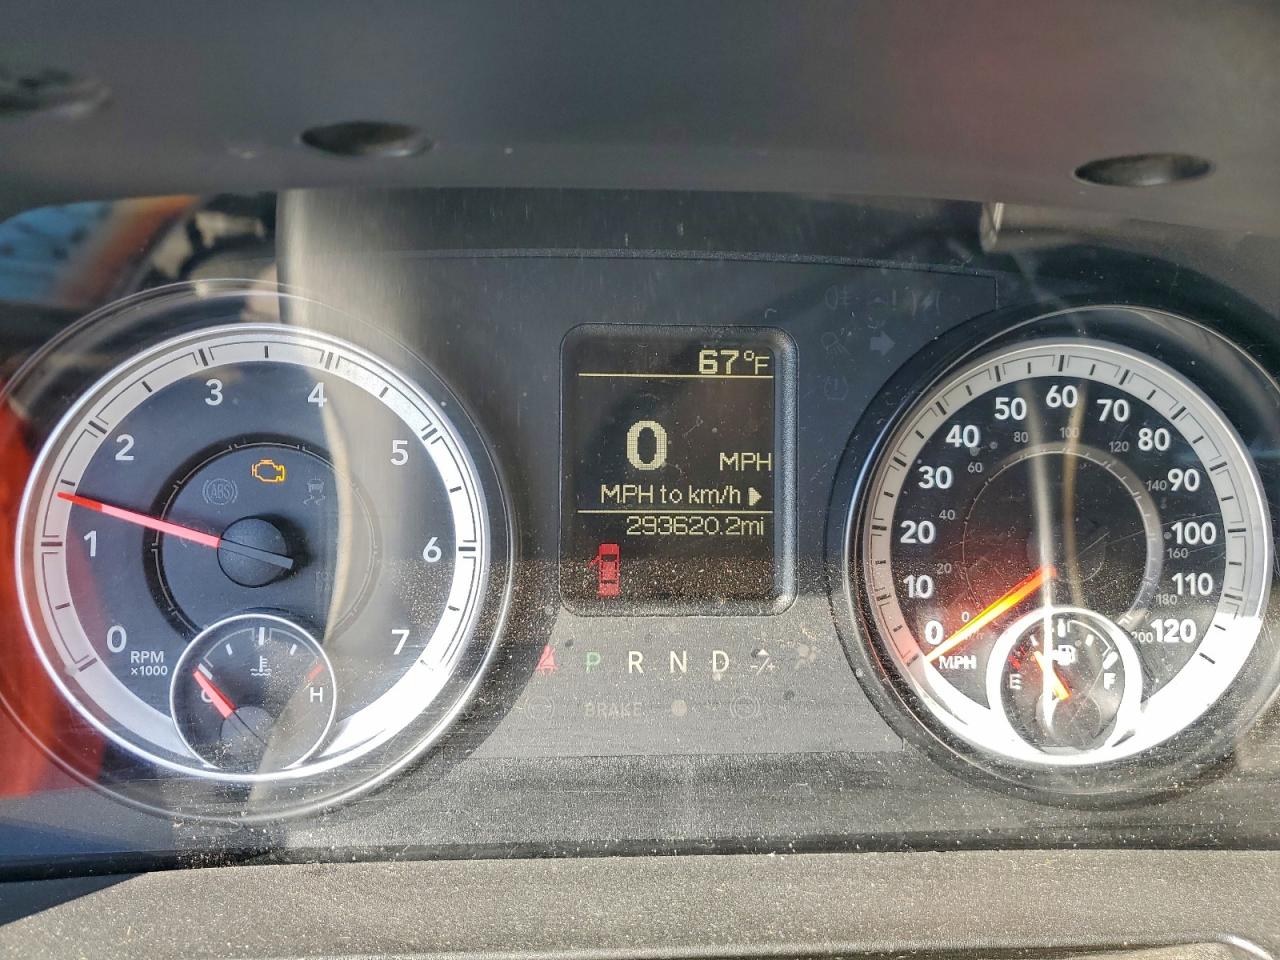 67°F
0 MPH
MPH to km/h
293620.2mi
P R N D -/+
BRAKE
0 1 2 3 4 5 6 7
RPM
×1000
ABS
C H
0 10 20 30 40 50 60 70 80 90 100 110 120
MPH
0 20 40 60 80 100 120 140 160 180 200
E F